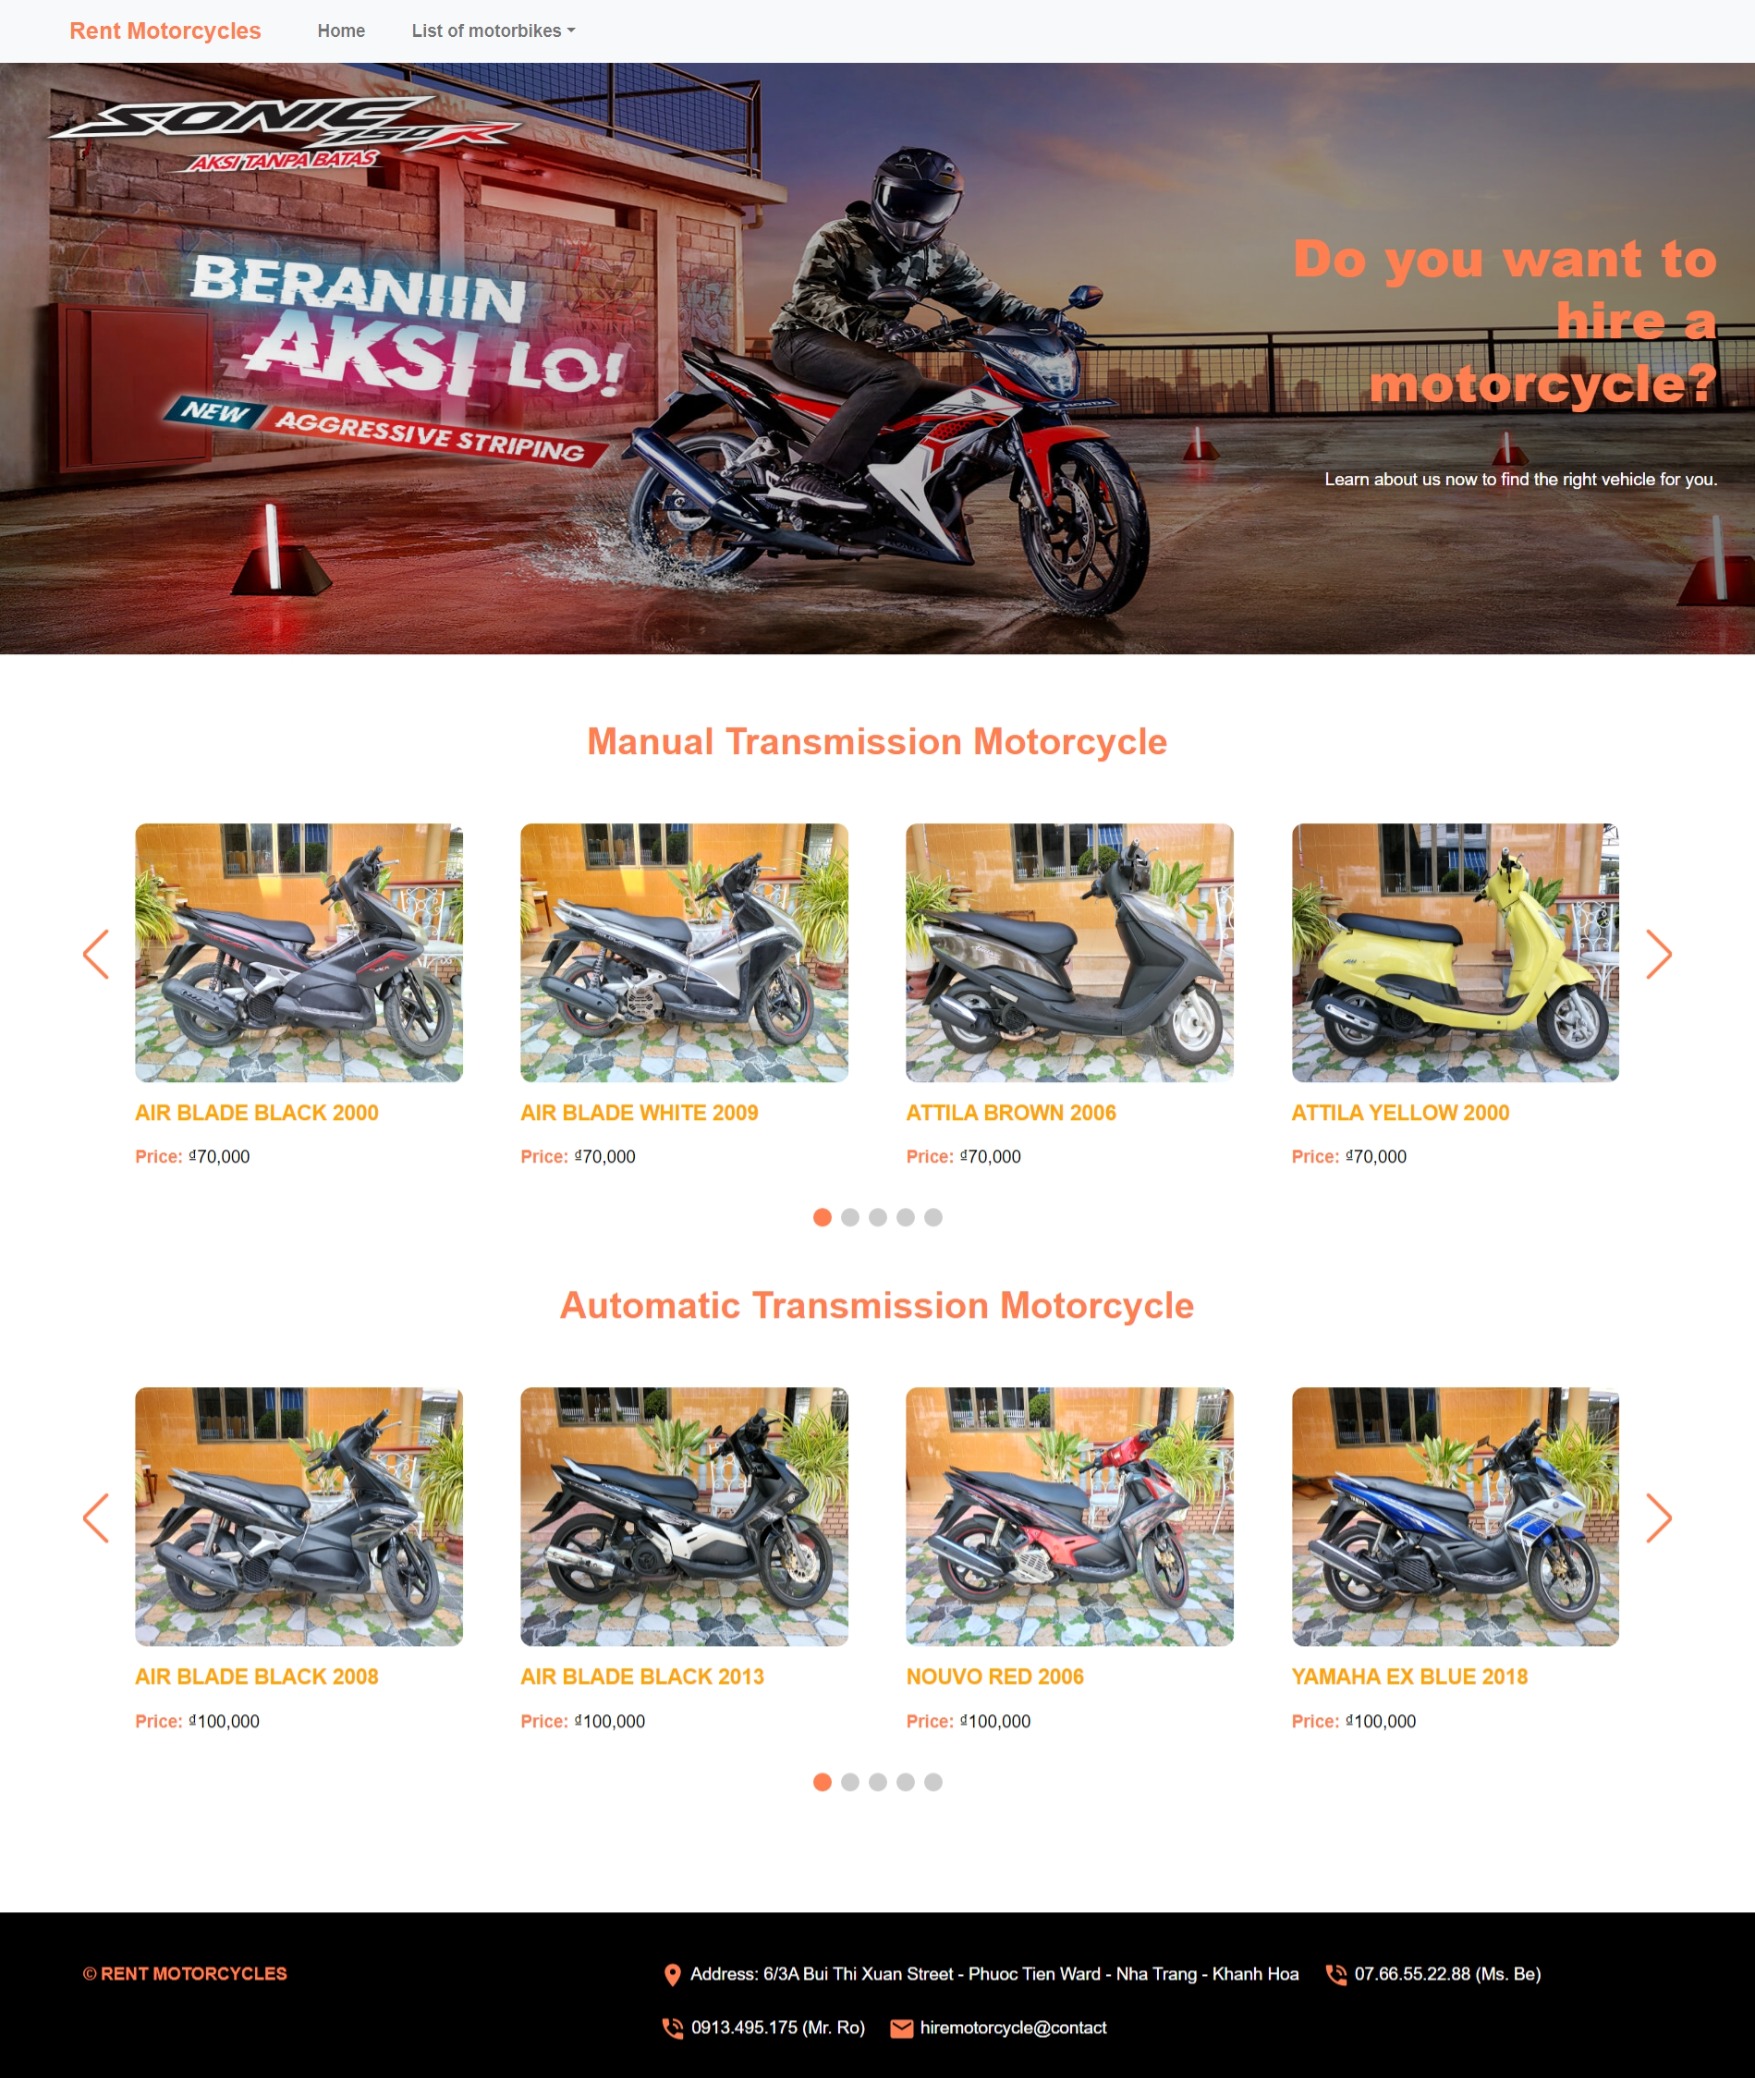 Rent Motorcycles
Home
List of motorbikes
SONIC
150R
AKSI TANPA BATAS
BERANIIN
AKSI LO!
NEW AGGRESSIVE STRIPING
HONDA
Do you want to
hire a
motorcycle?
Learn about us now to find the right vehicle for you.
Manual Transmission Motorcycle
AIR BLADE BLACK 2000
Price: ₫70,000
AIR BLADE WHITE 2009
Price: ₫70,000
ATTILA BROWN 2006
Price: ₫70,000
ATTILA YELLOW 2000
Price: ₫70,000
Automatic Transmission Motorcycle
AIR BLADE BLACK 2008
Price: ₫100,000
AIR BLADE BLACK 2013
Price: ₫100,000
NOUVO RED 2006
Price: ₫100,000
YAMAHA EX BLUE 2018
Price: ₫100,000
© RENT MOTORCYCLES
Address: 6/3A Bui Thi Xuan Street - Phuoc Tien Ward - Nha Trang - Khanh Hoa
07.66.55.22.88 (Ms. Be)
0913.495.175 (Mr. Ro)
hiremotorcycle@contact